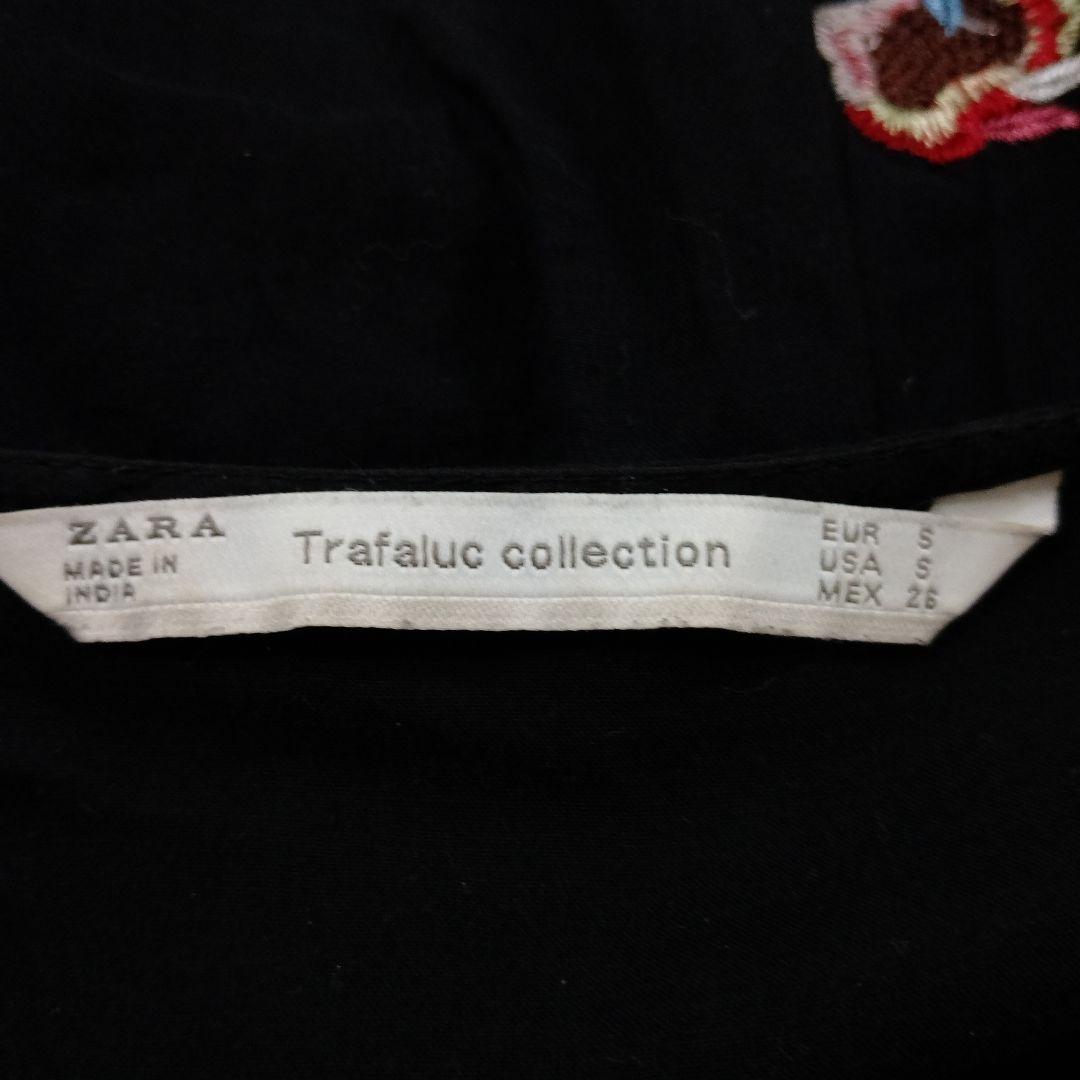 ZARA
MADE IN
INDIA
Trafaluc collection
EUR S
USA S
MEX 26